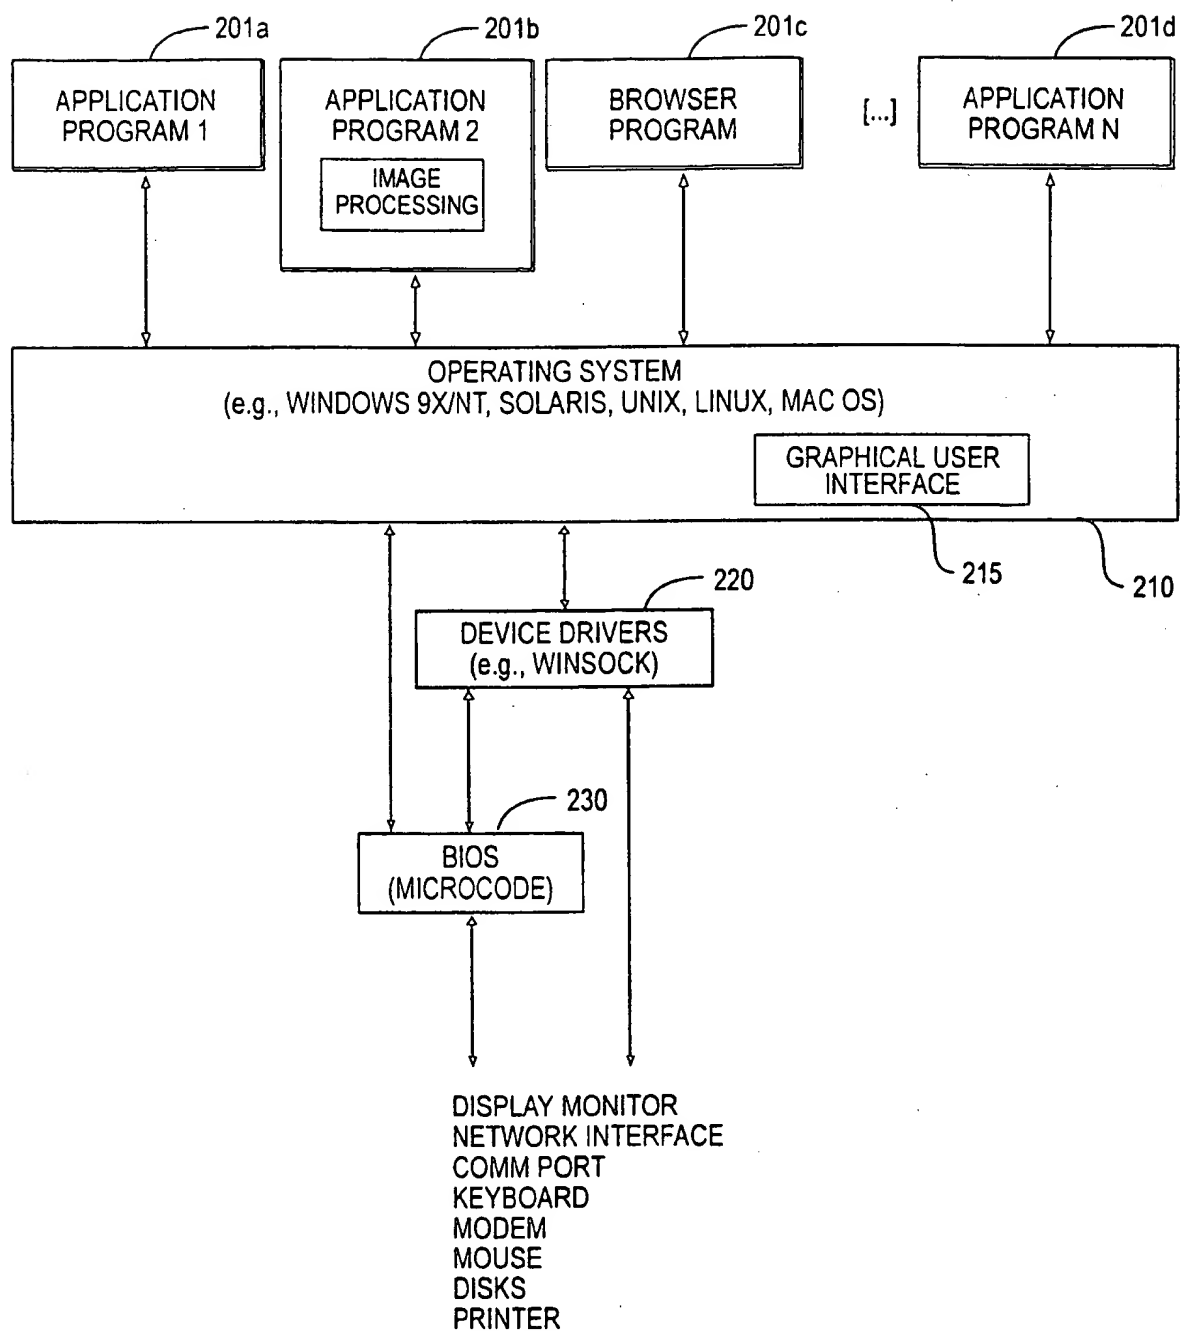 201a
201b
201c
201d
APPLICATION
PROGRAM 1
APPLICATION
PROGRAM 2
IMAGE
PROCESSING
BROWSER
PROGRAM
[...]
APPLICATION
PROGRAM N
OPERATING SYSTEM
(e.g., WINDOWS 9X/NT, SOLARIS, UNIX, LINUX, MAC OS)
GRAPHICAL USER
INTERFACE
215
210
220
DEVICE DRIVERS
(e.g., WINSOCK)
230
BIOS
(MICROCODE)
DISPLAY MONITOR
NETWORK INTERFACE
COMM PORT
KEYBOARD
MODEM
MOUSE
DISKS
PRINTER